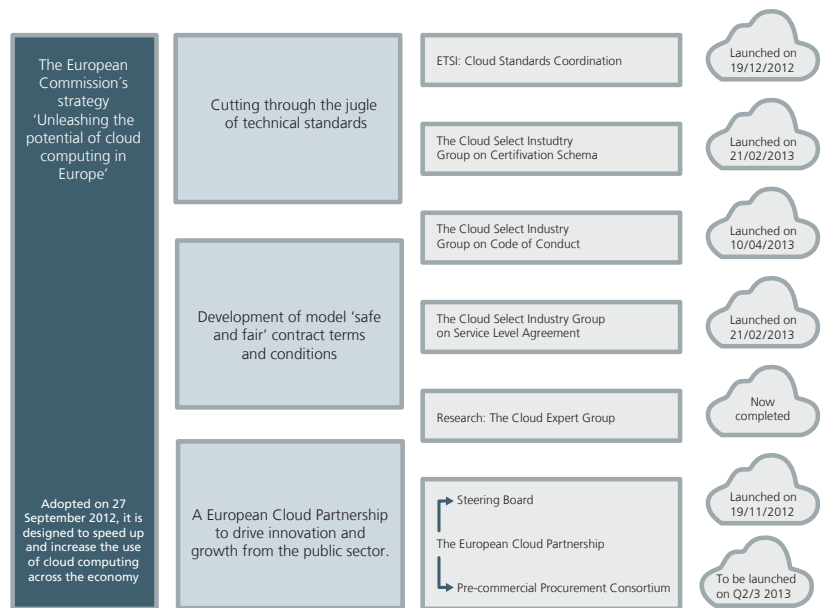 The European
Commission´s
strategy
‘Unleashing the
potential of cloud
computing in
Europe’
Adopted on 27
September 2012, it is
designed to speed up
and increase the use
of cloud computing
across the economy
Cutting through the jugle
of technical standards
Development of model ‘safe
and fair’ contract terms
and conditions
A European Cloud Partnership
to drive innovation and
growth from the public sector.
ETSI: Cloud Standards Coordination
Launched on
19/12/2012
The Cloud Select Instudtry
Group on Certifivation Schema
Launched on
21/02/2013
The Cloud Select Industry
Group on Code of Conduct
Launched on
10/04/2013
The Cloud Select Industry Group
on Service Level Agreement
Launched on
21/02/2013
Research: The Cloud Expert Group
Now
completed
Steering Board
The European Cloud Partnership
Pre-commercial Procurement Consortium
Launched on
19/11/2012
To be launched
on Q2/3 2013